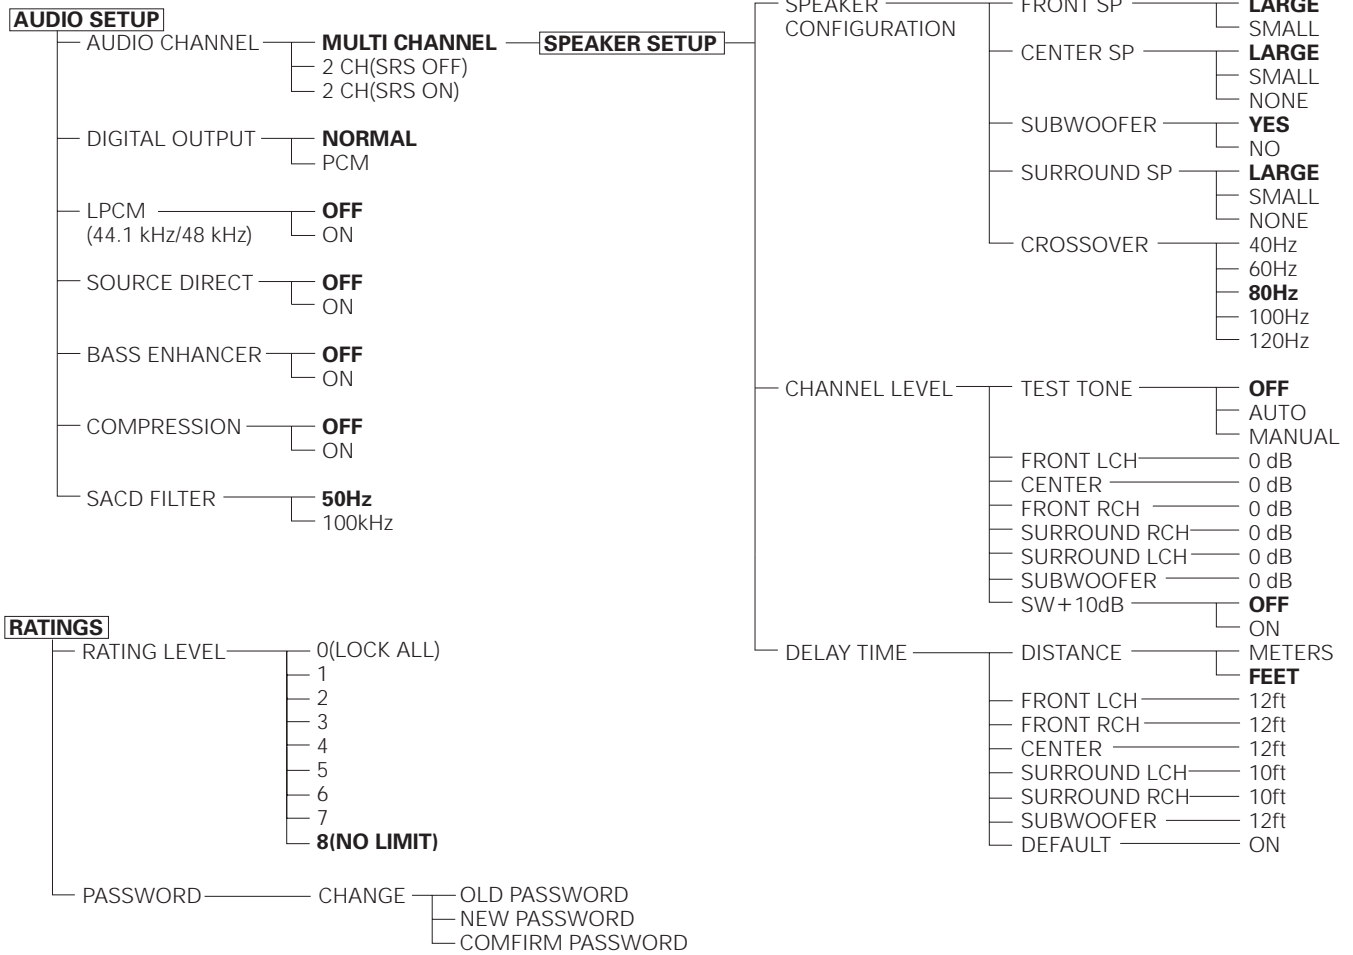 AUDIO SETUP
AUDIO CHANNEL
MULTI CHANNEL
2 CH(SRS OFF)
2 CH(SRS ON)
DIGITAL OUTPUT
NORMAL
PCM
LPCM
(44.1 kHz/48 kHz)
OFF
ON
SOURCE DIRECT
OFF
ON
BASS ENHANCER
OFF
ON
COMPRESSION
OFF
ON
SACD FILTER
50Hz
100kHz
SPEAKER SETUP
SPEAKER
CONFIGURATION
FRONT SP
LARGE
SMALL
CENTER SP
LARGE
SMALL
NONE
SUBWOOFER
YES
NO
SURROUND SP
LARGE
SMALL
NONE
CROSSOVER
40Hz
60Hz
80Hz
100Hz
120Hz
CHANNEL LEVEL
TEST TONE
OFF
AUTO
MANUAL
FRONT LCH
0 dB
CENTER
0 dB
FRONT RCH
0 dB
SURROUND RCH
0 dB
SURROUND LCH
0 dB
SUBWOOFER
0 dB
SW+10dB
OFF
ON
DELAY TIME
DISTANCE
METERS
FEET
FRONT LCH
12ft
FRONT RCH
12ft
CENTER
12ft
SURROUND LCH
10ft
SURROUND RCH
10ft
SUBWOOFER
12ft
DEFAULT
ON
RATINGS
RATING LEVEL
0(LOCK ALL)
1
2
3
4
5
6
7
8(NO LIMIT)
PASSWORD
CHANGE
OLD PASSWORD
NEW PASSWORD
COMFIRM PASSWORD